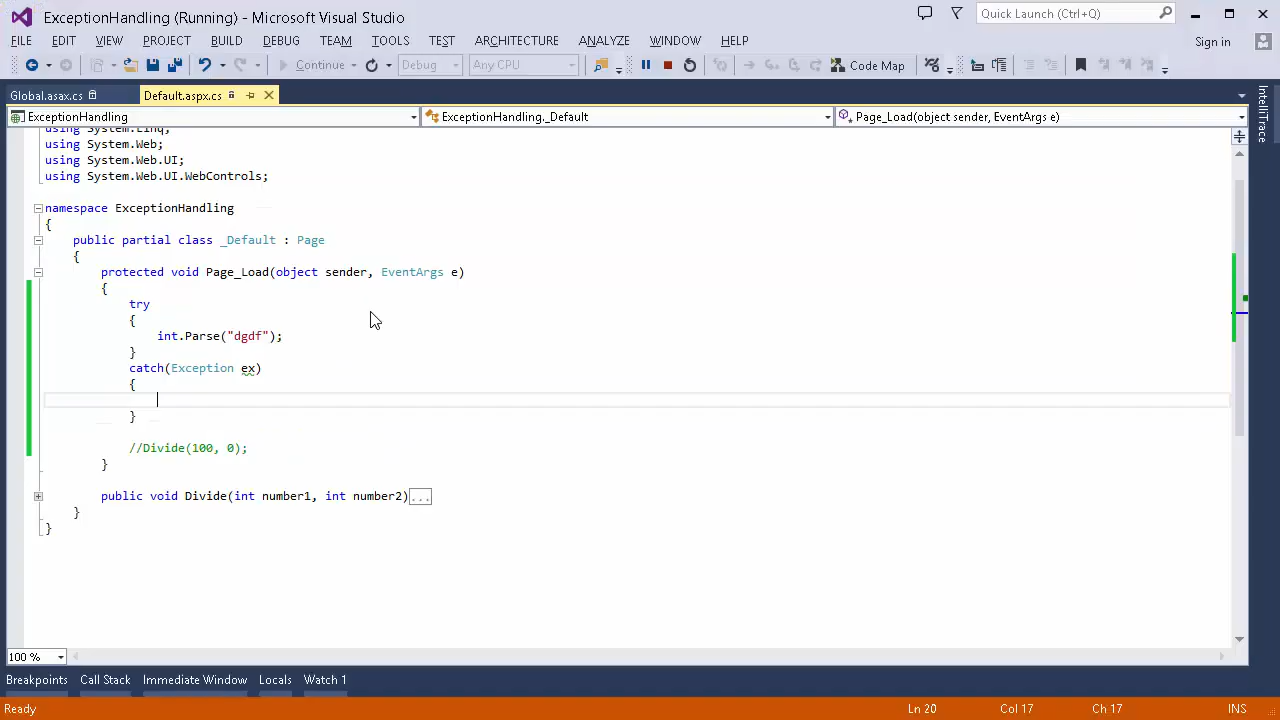 ExceptionHandling (Running) - Microsoft Visual Studio
Quick Launch (Ctrl+Q)
FILE EDIT VIEW PROJECT BUILD DEBUG TEAM TOOLS TEST ARCHITECTURE ANALYZE WINDOW HELP
Sign in
Continue Debug Any CPU Code Map
Global.asax.cs Default.aspx.cs
ExceptionHandling ExceptionHandling._Default Page_Load(object sender, EventArgs e)
IntelliTrace
using System.Linq;
using System.Web;
using System.Web.UI;
using System.Web.UI.WebControls;
namespace ExceptionHandling
{
public partial class _Default : Page
{
protected void Page_Load(object sender, EventArgs e)
{
try
{
int.Parse("dgdf");
}
catch(Exception ex)
{
}
//Divide(100, 0);
}
public void Divide(int number1, int number2)...
}
}
100 %
Breakpoints Call Stack Immediate Window Locals Watch 1
Ready Ln 20 Col 17 Ch 17 INS